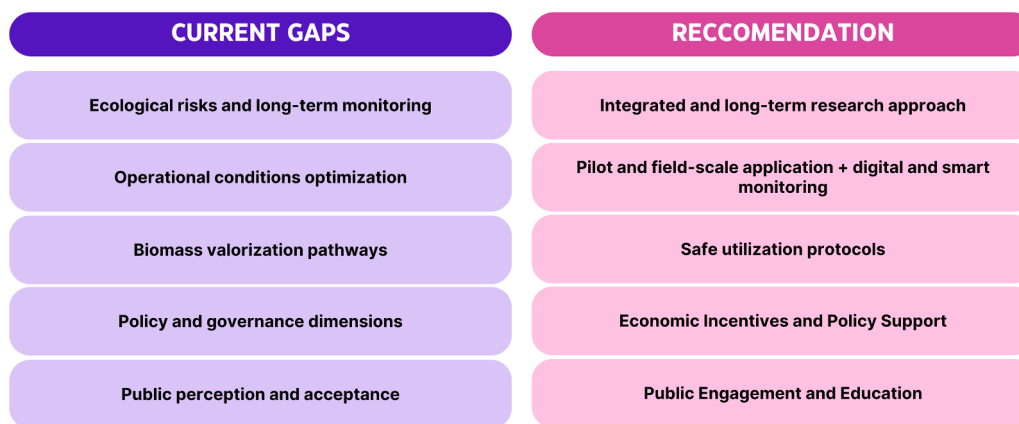 CURRENT GAPS
RECCOMENDATION
Ecological risks and long-term monitoring
Integrated and long-term research approach
Operational conditions optimization
Pilot and field-scale application + digital and smart
monitoring
Biomass valorization pathways
Safe utilization protocols
Policy and governance dimensions
Economic Incentives and Policy Support
Public perception and acceptance
Public Engagement and Education